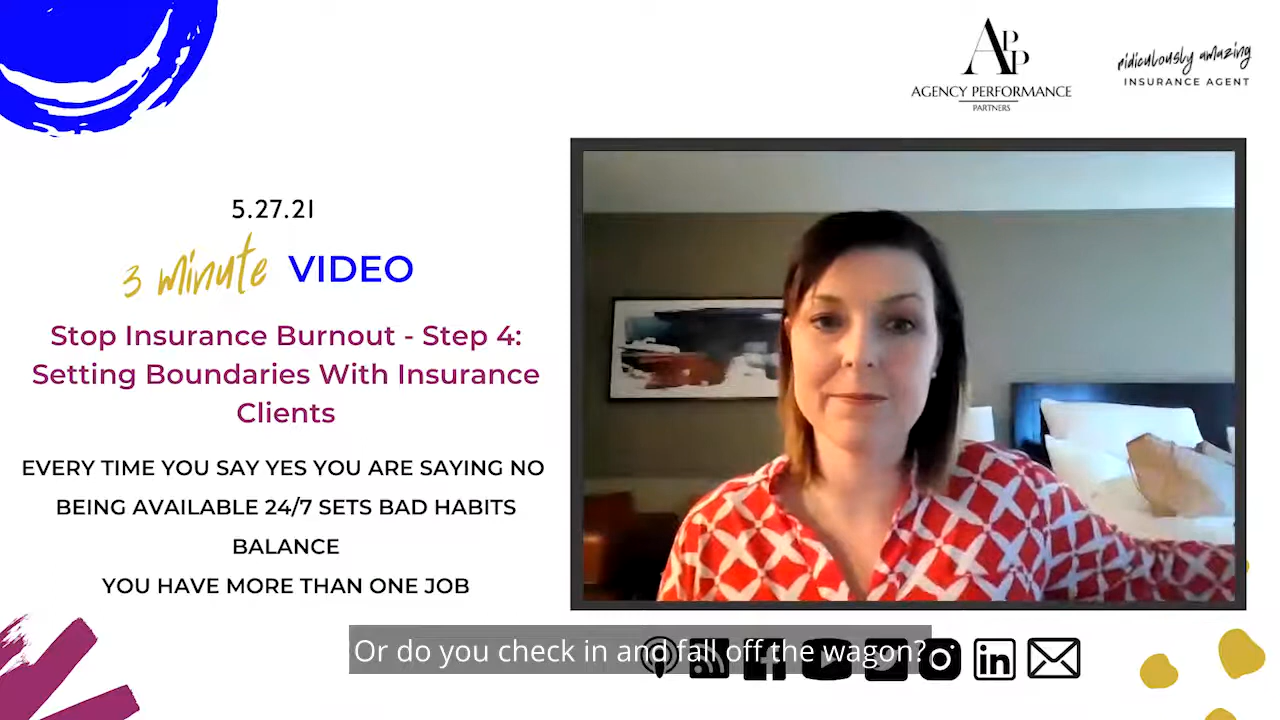 APP
AGENCY PERFORMANCE
PARTNERS
ridiculously amazing
INSURANCE AGENT
5.27.21
3 minute VIDEO
Stop Insurance Burnout - Step 4:
Setting Boundaries With Insurance
Clients
EVERY TIME YOU SAY YES YOU ARE SAYING NO
BEING AVAILABLE 24/7 SETS BAD HABITS
BALANCE
YOU HAVE MORE THAN ONE JOB
Or do you check in and fall off the wagon?
in